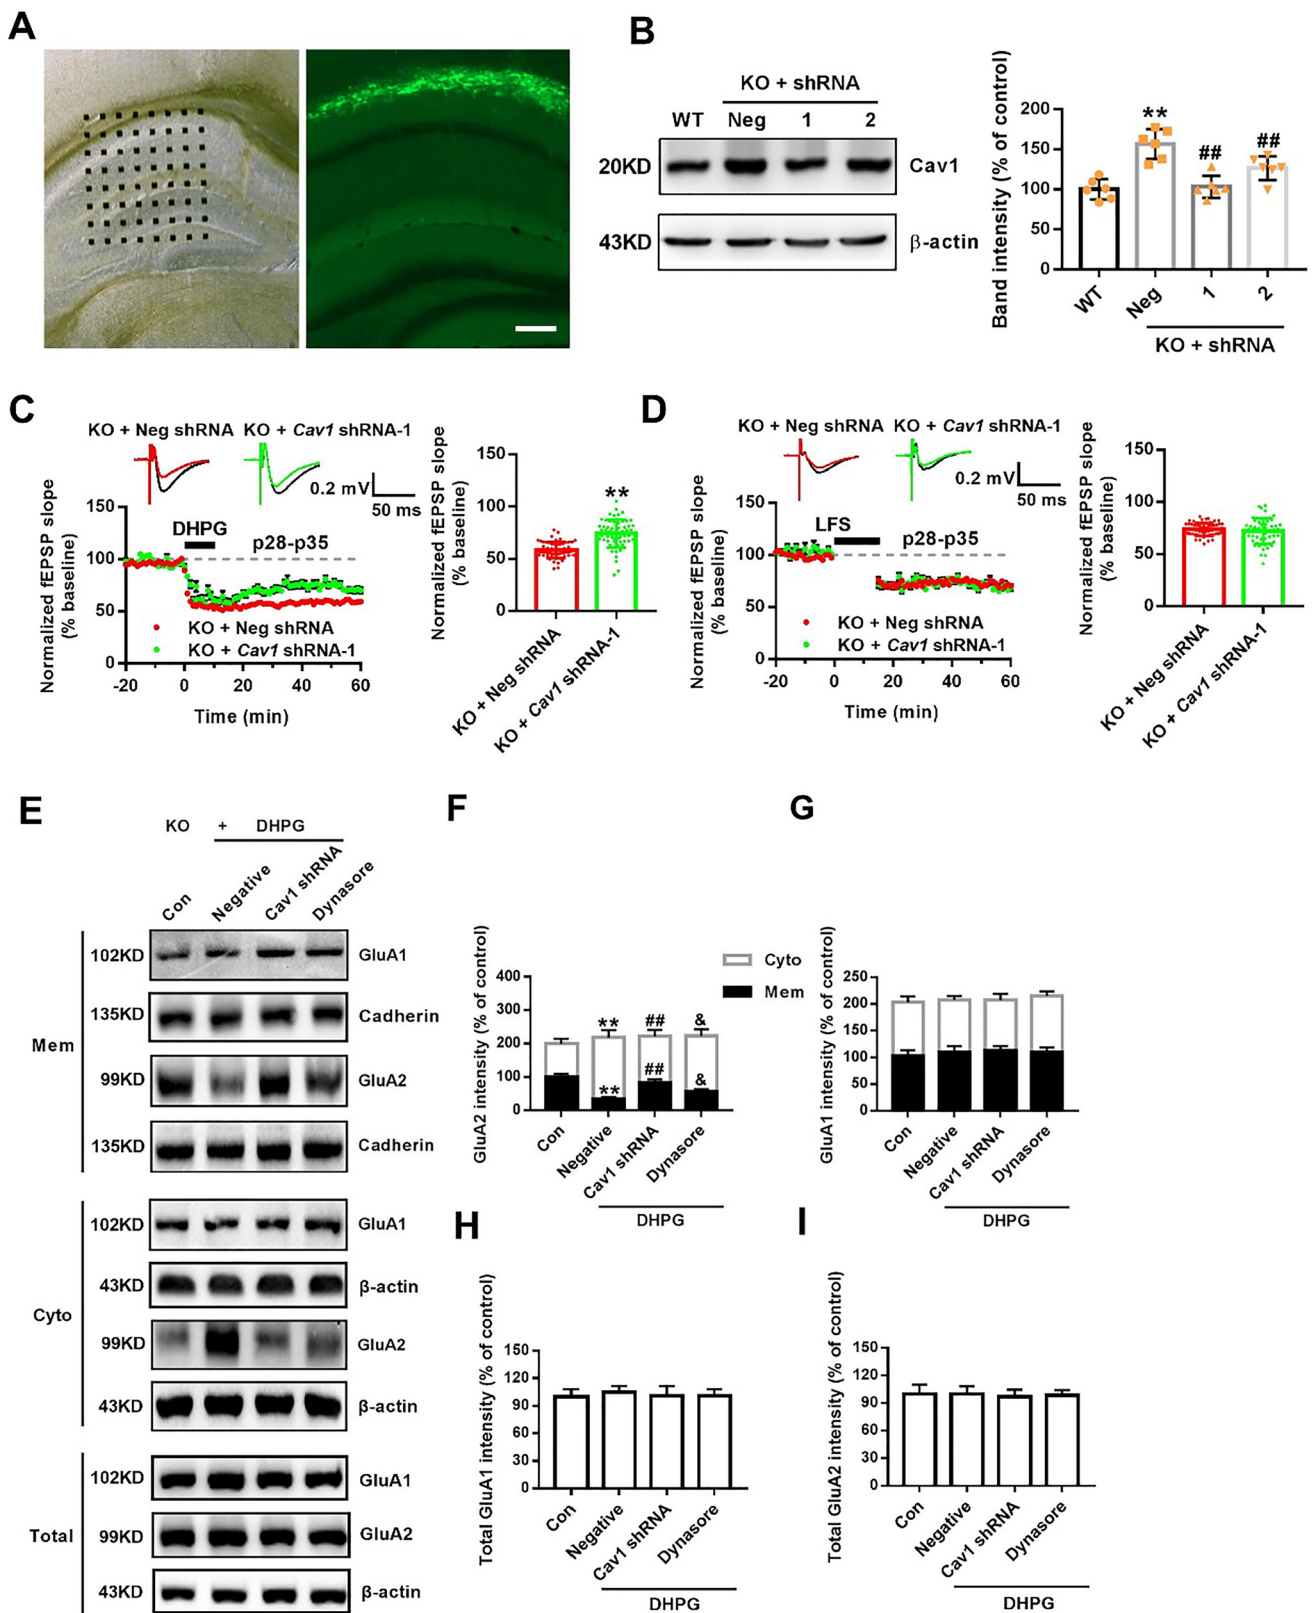 A
B
KO + shRNA
WT Neg 1 2
20KD Cav1
43KD β-actin
Band intensity (% of control)
200
150
100
50
0
**
##
##
WT Neg 1 2
KO + shRNA
C
KO + Neg shRNA KO + Cav1 shRNA-1
0.2 mV
50 ms
Normalized fEPSP slope
(% baseline)
150
100
50
0
DHPG
p28-p35
KO + Neg shRNA
KO + Cav1 shRNA-1
-20 0 20 40 60
Time (min)
Normalized fEPSP slope
(% baseline)
150
100
50
0
**
KO + Neg shRNA
KO + Cav1 shRNA-1
D
KO + Neg shRNA KO + Cav1 shRNA-1
0.2 mV
50 ms
Normalized fEPSP slope
(% baseline)
150
100
50
0
LFS
p28-p35
KO + Neg shRNA
KO + Cav1 shRNA-1
-20 0 20 40 60
Time (min)
Normalized fEPSP slope
(% baseline)
150
100
50
0
KO + Neg shRNA
KO + Cav1 shRNA-1
E
KO + DHPG
Con Negative Cav1 shRNA Dynasore
Mem
102KD GluA1
135KD Cadherin
99KD GluA2
135KD Cadherin
Cyto
102KD GluA1
43KD β-actin
99KD GluA2
43KD β-actin
Total
102KD GluA1
99KD GluA2
43KD β-actin
F
GluA2 intensity (% of control)
400
300
200
100
0
** ## &
** ## &
Con Negative Cav1 shRNA Dynasore
DHPG
Cyto
Mem
G
GluA1 intensity (% of control)
250
200
150
100
50
0
Con Negative Cav1 shRNA Dynasore
DHPG
H
Total GluA1 intensity (% of control)
150
120
90
60
30
0
Con Negative Cav1 shRNA Dynasore
DHPG
I
Total GluA2 intensity (% of control)
150
120
90
60
30
0
Con Negative Cav1 shRNA Dynasore
DHPG